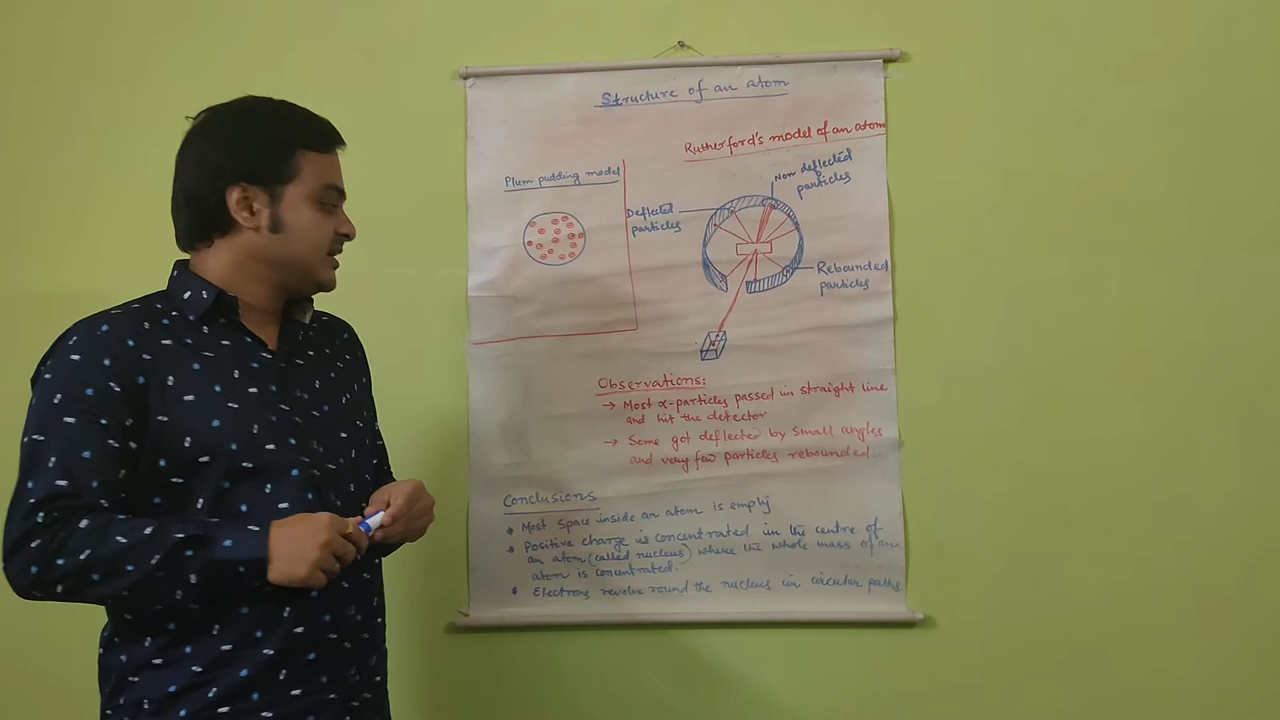 Structure of an atom
Rutherford's model of an atom
Plum pudding model
Non deflected
particles
Deflected
particles
Rebounded
particles
Observations:
→ Most α-particles passed in straight line
and hit the detector
→ Some got deflected by small angles
and very few particles rebounded.
Conclusions
* Most space inside an atom is empty
* Positive charge is concentrated in the centre of
an atom (called nucleus) where the whole mass of an
atom is concentrated.
* Electrons revolve round the nucleus in circular paths